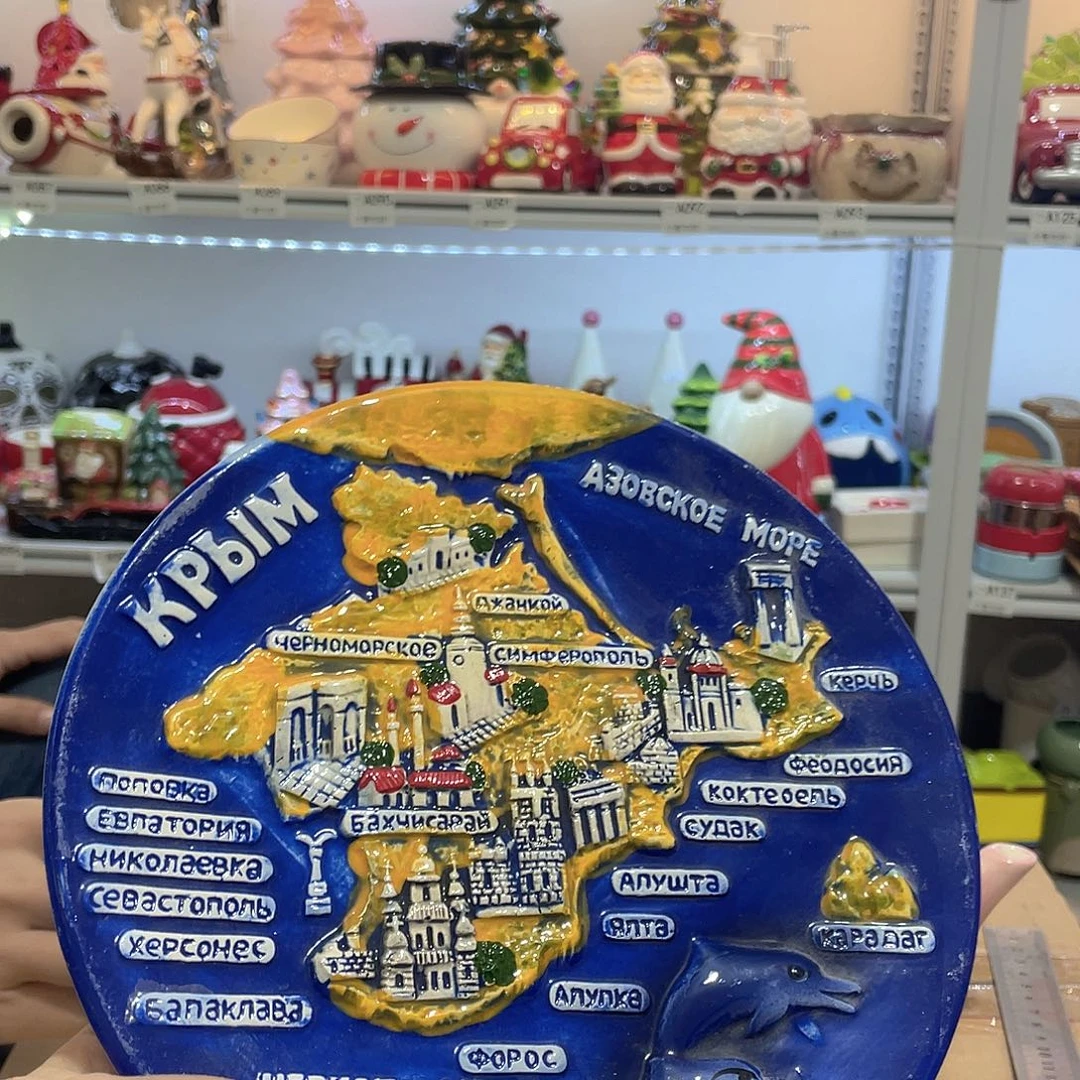 КРЫМ
АЗОВСКОЕ МОРЕ
ДЖАНКОЙ
ЧЕРНОМОРСКОЕ
СИМФЕРОПОЛЬ
КЕРЧЬ
ФЕОДОСИЯ
КОКТЕБЕЛЬ
СУДАК
ПОПОВКА
ЕВПАТОРИЯ
НИКОЛАЕВКА
СЕВАСТОПОЛЬ
ХЕРСОНЕС
БАЛАКЛАВА
БАХЧИСАРАЙ
АЛУШТА
ЯЛТА
КАРАДАГ
АЛУПКА
ФОРОС
A137